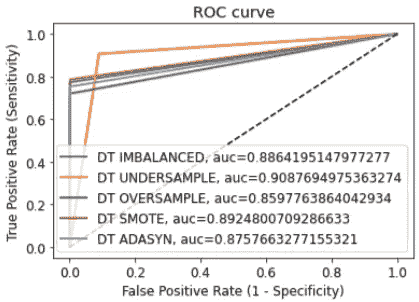 ROC curve
True Positive Rate (Sensitivity)
1.0
0.8
0.6
0.4
0.2
0.0
DT IMBALANCED, auc=0.8864195147977277
DT UNDERSAMPLE, auc=0.9087694975363274
DT OVERSAMPLE, auc=0.8597763864042934
DT SMOTE, auc=0.8924800709286633
DT ADASYN, auc=0.8757663277155321
0.0 0.2 0.4 0.6 0.8 1.0
False Positive Rate (1 - Specificity)